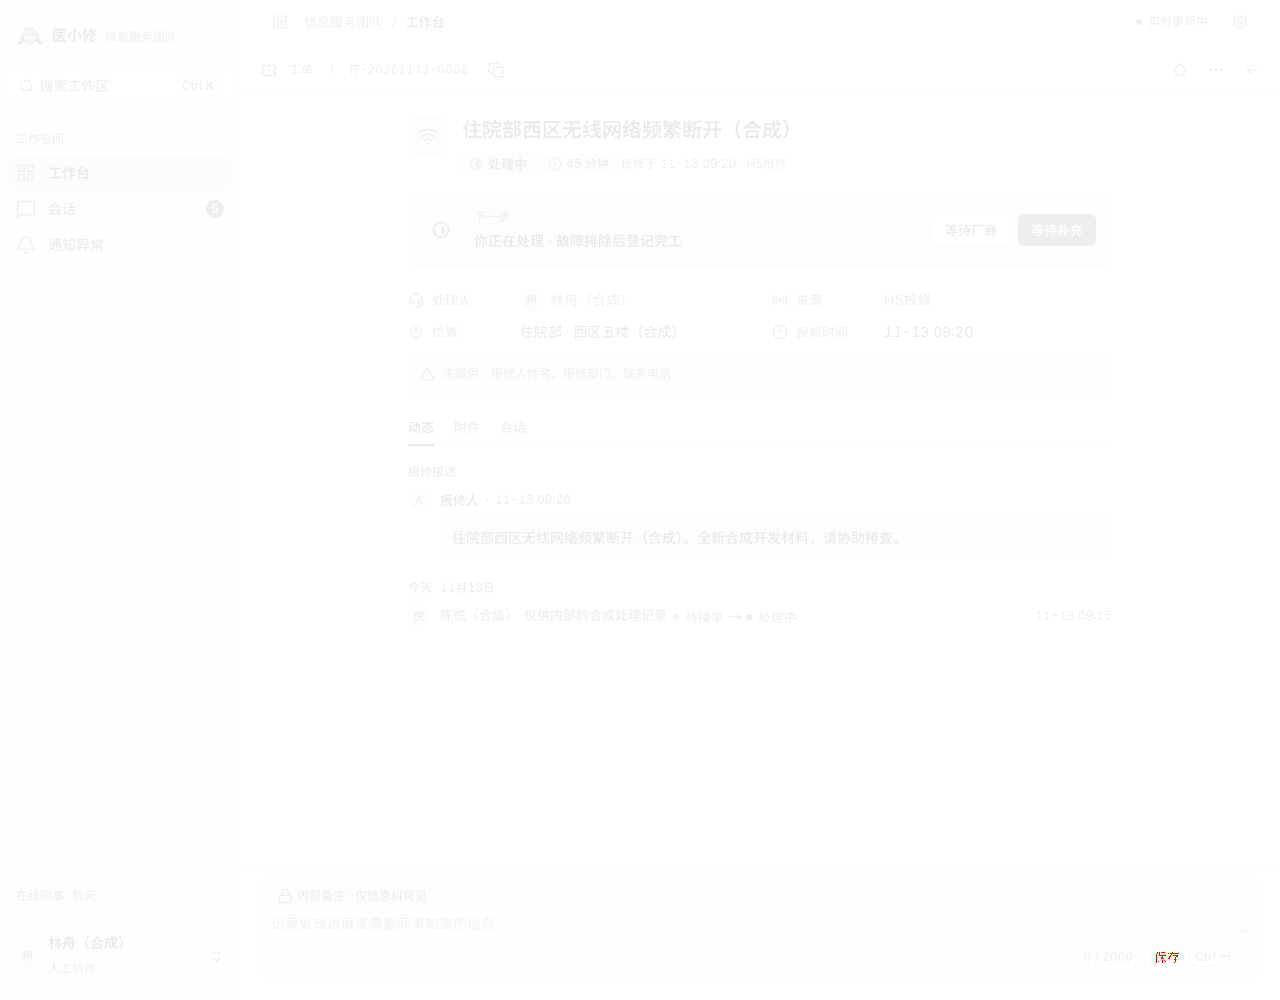 医小修 信息服务团队
搜索工作区 Ctrl K
工作空间
工作台
会话 5
通知异常
在线同事 暂无
舟 林舟（合成）
人工协作
信息服务团队 / 工作台
实时更新中
工单 / IT-20261113-0006
住院部西区无线网络频繁断开（合成）
处理中 45 分钟 报修于 11-13 09:20 · H5报修
下一步
你正在处理 · 故障排除后登记完工
等待厂商 等待补充
处理人 舟 林舟（合成） 来源 H5报修
位置 住院部 · 西区五楼（合成） 报修时间 11-13 09:20
未提供：报修人姓名、报修部门、联系电话
动态 附件 会话
报修描述
人 报修人 · 11-13 09:20
住院部西区无线网络频繁断开（合成）。全新合成开发材料，请协助排查。
今天 11月13日
悦 陈悦（合成） 仅供内部的合成处理记录 待接单 → 处理中 11-13 09:15
内部备注 · 仅信息科可见
记录处理进展或需要同事知道的信息...
0 / 2000 保存 Ctrl ↵